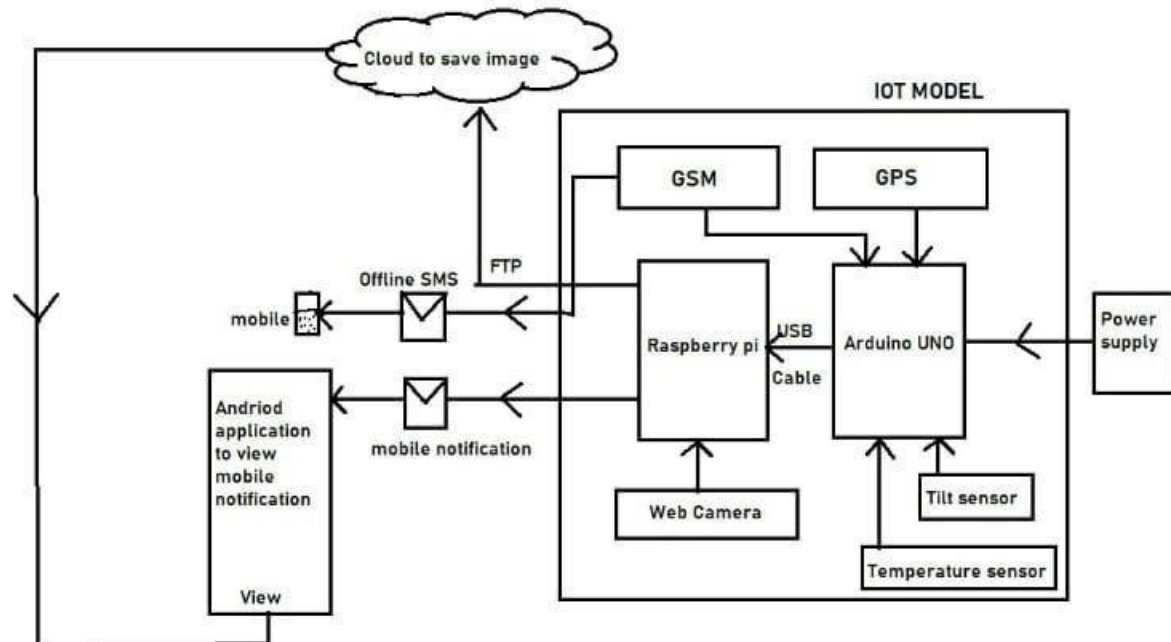 Cloud to save image
IOT MODEL
GSM
GPS
FTP
Offline SMS
mobile
Raspberry pi
USB
Cable
Arduino UNO
Power
supply
Andriod
application
to view
mobile
notification
View
mobile notification
Web Camera
Tilt sensor
Temperature sensor